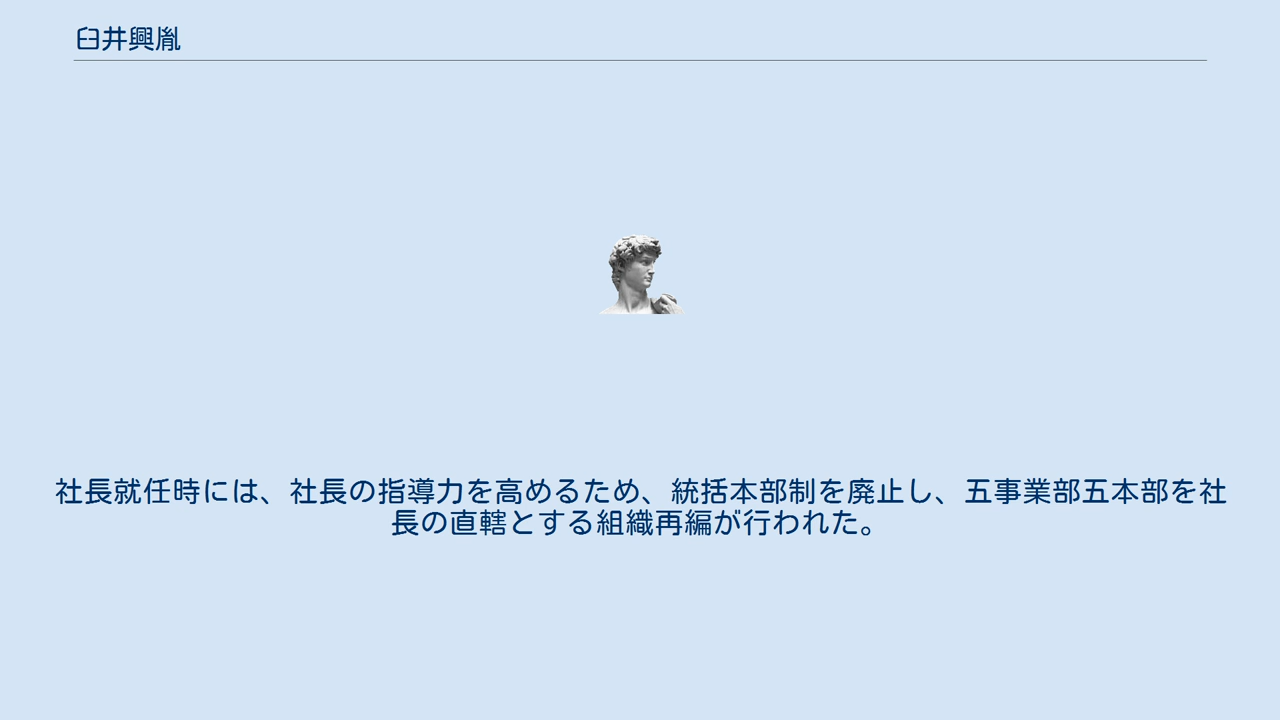 臼井興胤
社長就任時には、社長の指導力を高めるため、統括本部制を廃止し、五事業部五本部を社
長の直轄とする組織再編が行われた。